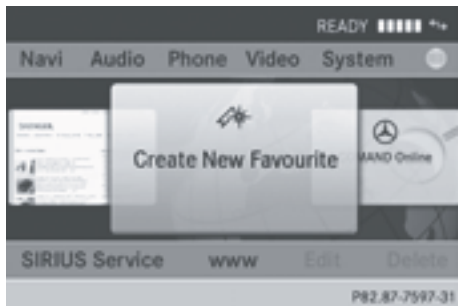 READY
Navi Audio Phone Video System
Create New Favourite
MAND Online
SIRIUS Service www Edit Delete
P82.87-7597-31